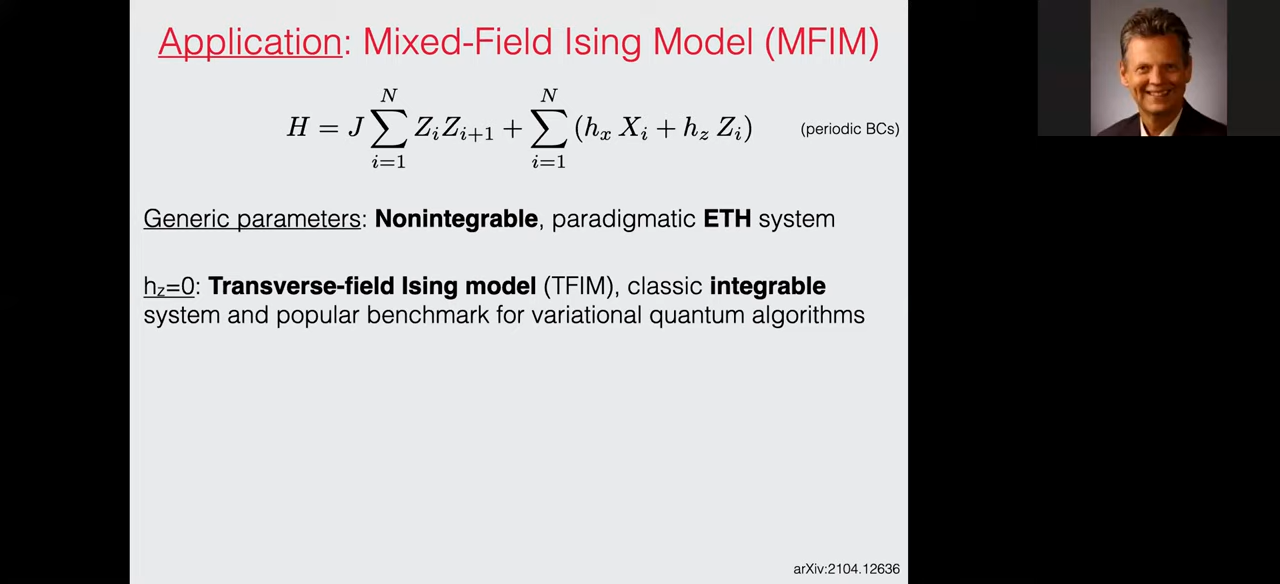 Application: Mixed-Field Ising Model (MFIM)
H = J \sum_{i=1}^{N} Z_i Z_{i+1} + \sum_{i=1}^{N} (h_x X_i + h_z Z_i) (periodic BCs)
Generic parameters: Nonintegrable, paradigmatic ETH system
h_z=0: Transverse-field Ising model (TFIM), classic integrable
system and popular benchmark for variational quantum algorithms
arXiv:2104.12636